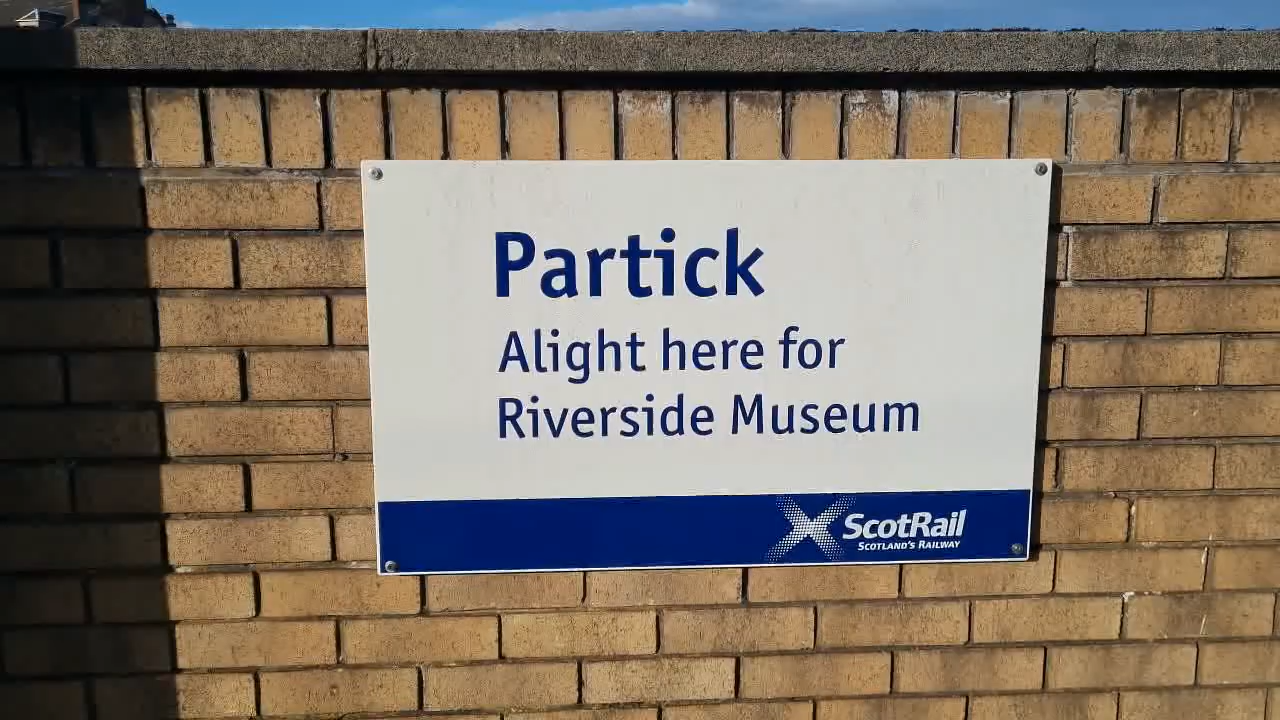 Partick
Alight here for
Riverside Museum
ScotRail
Scotland's Railway